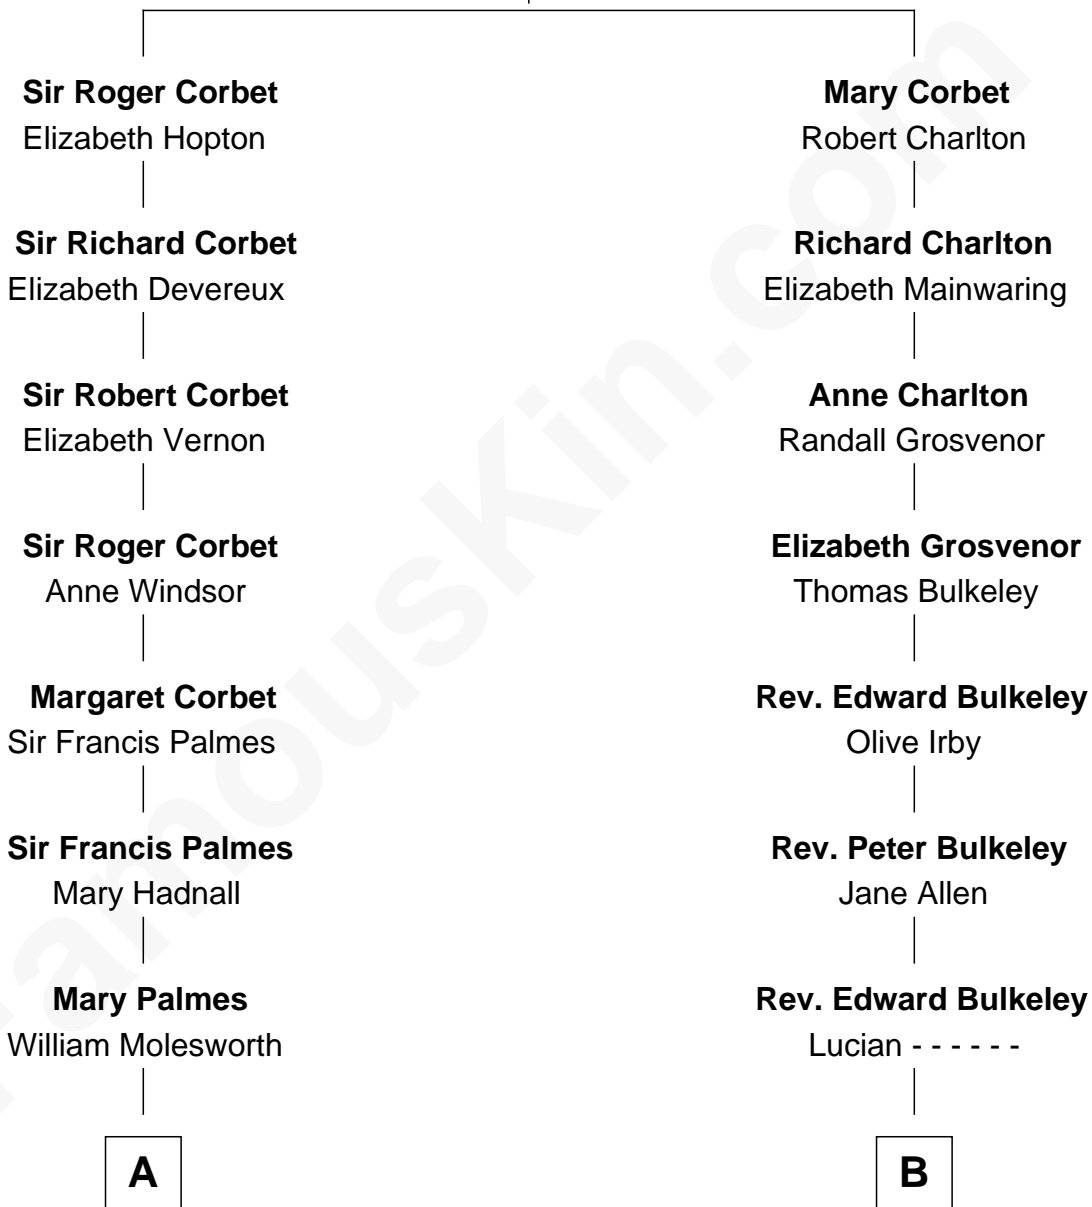 Sir Roger Corbet
Elizabeth Hopton
Sir Richard Corbet
Elizabeth Devereux
Sir Robert Corbet
Elizabeth Vernon
Sir Roger Corbet
Anne Windsor
Margaret Corbet
Sir Francis Palmes
Sir Francis Palmes
Mary Hadnall
Mary Palmes
William Molesworth
A
Mary Corbet
Robert Charlton
Richard Charlton
Elizabeth Mainwaring
Anne Charlton
Randall Grosvenor
Elizabeth Grosvenor
Thomas Bulkeley
Rev. Edward Bulkeley
Olive Irby
Rev. Peter Bulkeley
Jane Allen
Rev. Edward Bulkeley
Lucian - - - - - -
B
FamousKin.com